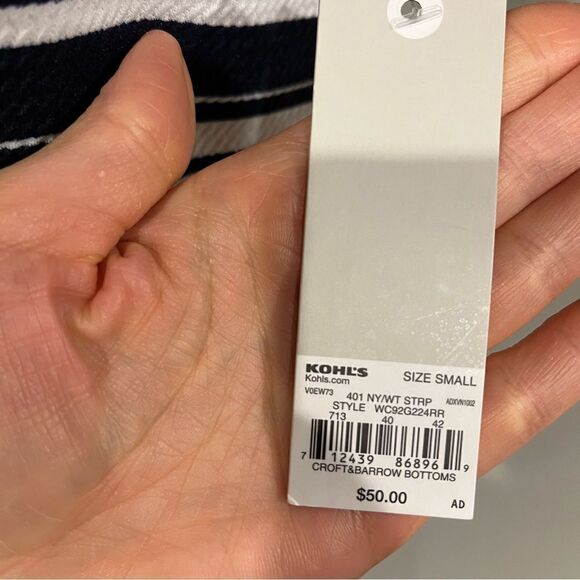 KOHL'S
Kohls.com SIZE SMALL
V0EW73 401 NY/WT STRP ADXVN1002
STYLE WC92G224RR
713 40 42
7 12439 86896 9
CROFT&BARROW BOTTOMS
$50.00
AD